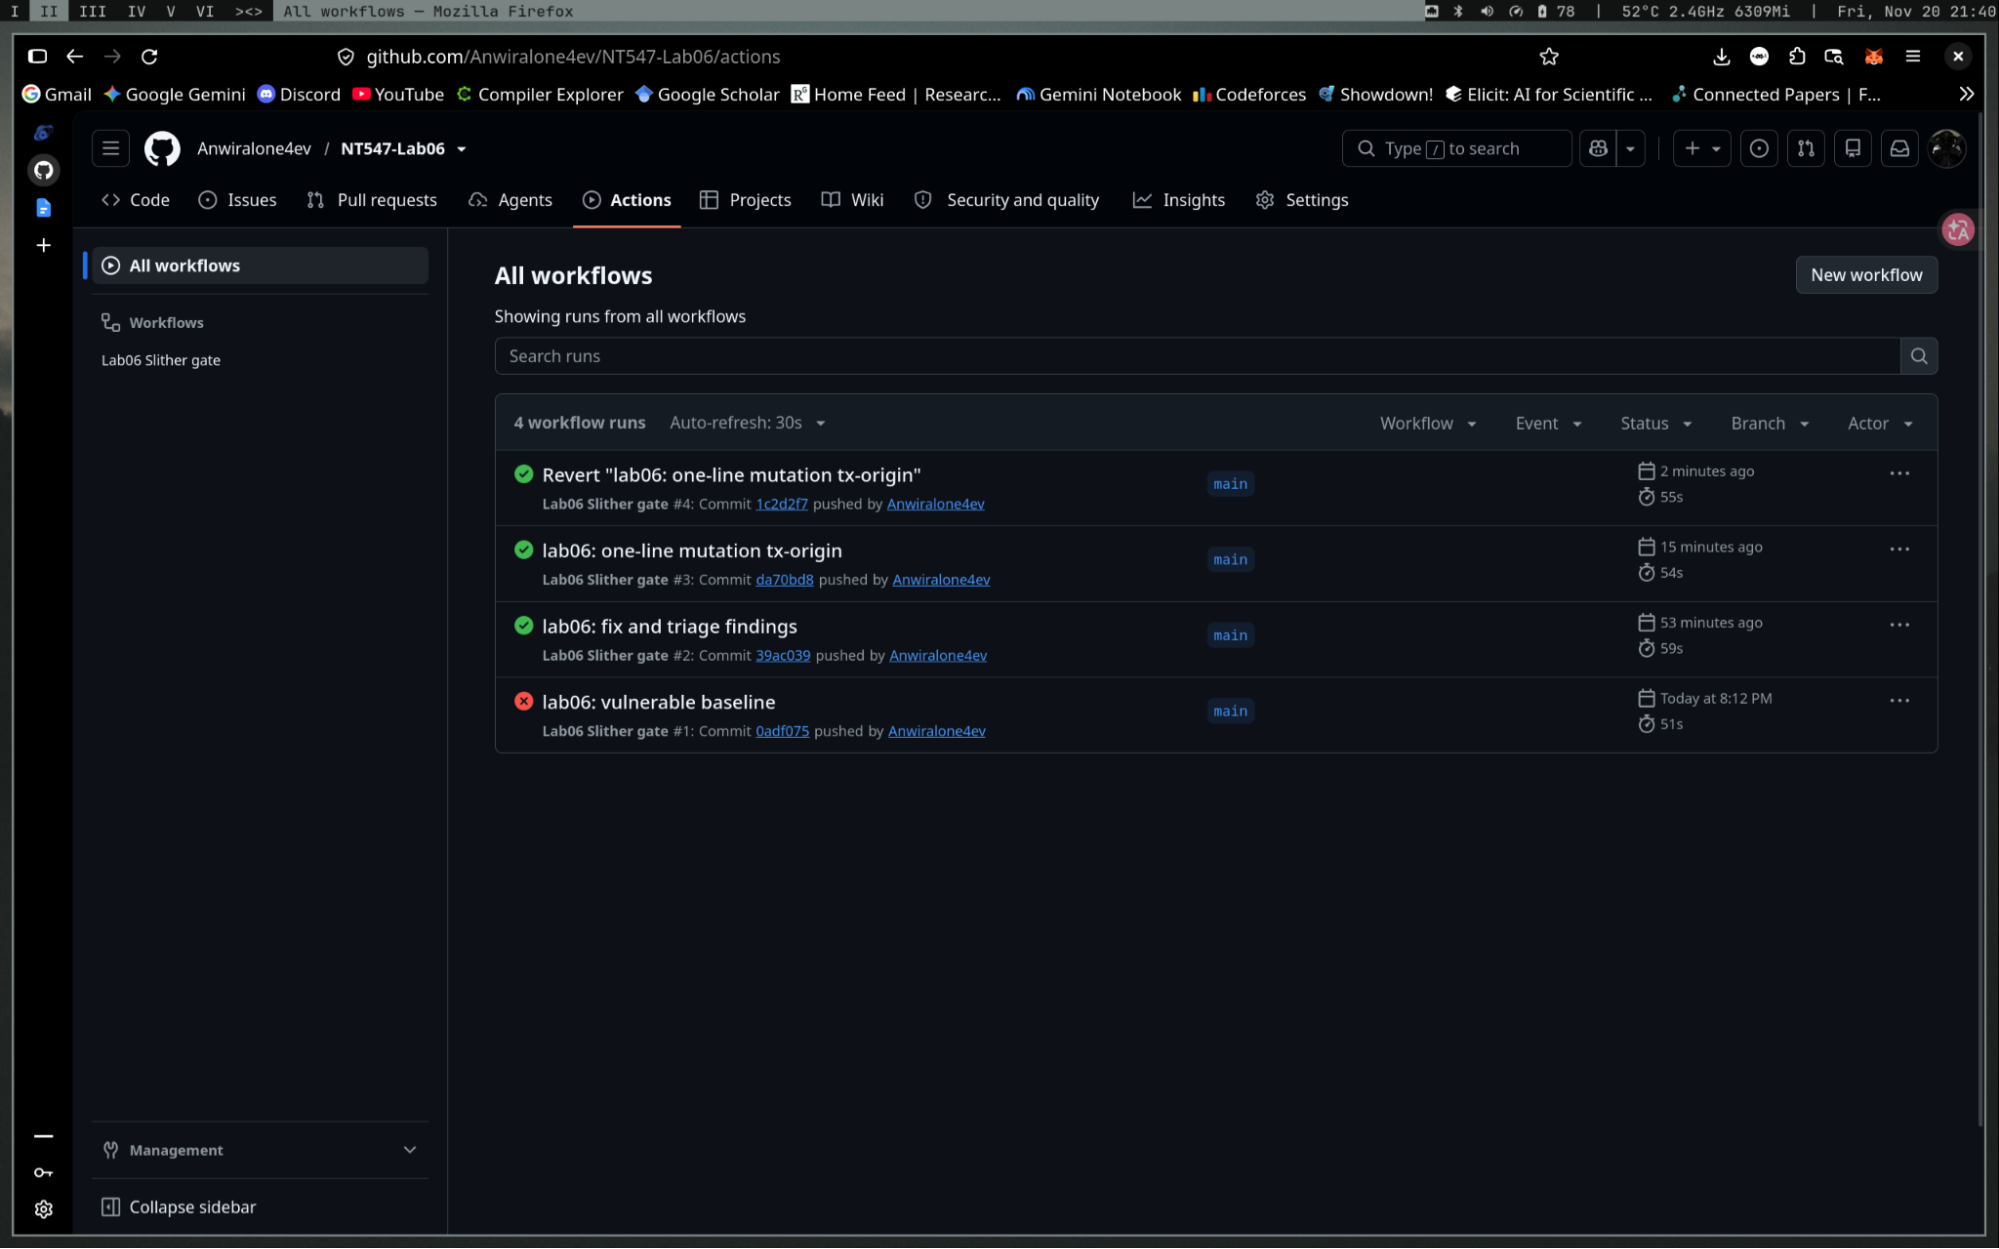 I II III IV V VI ><> All workflows — Mozilla Firefox 78 | 52°C 2.4GHz 6309Mi | Fri, Nov 20 21:40
github.com/Anwiralone4ev/NT547-Lab06/actions
Gmail Google Gemini Discord YouTube Compiler Explorer Google Scholar Home Feed | Researc... Gemini Notebook Codeforces Showdown! Elicit: AI for Scientific ... Connected Papers | F...
Anwiralone4ev / NT547-Lab06 Type / to search
Code Issues Pull requests Agents Actions Projects Wiki Security and quality Insights Settings
All workflows
Workflows
Lab06 Slither gate
Management
Collapse sidebar
All workflows New workflow
Showing runs from all workflows
Search runs
4 workflow runs Auto-refresh: 30s Workflow Event Status Branch Actor
Revert "lab06: one-line mutation tx-origin"
Lab06 Slither gate #4: Commit 1c2d2f7 pushed by Anwiralone4ev
main
2 minutes ago
55s
lab06: one-line mutation tx-origin
Lab06 Slither gate #3: Commit da70bd8 pushed by Anwiralone4ev
main
15 minutes ago
54s
lab06: fix and triage findings
Lab06 Slither gate #2: Commit 39ac039 pushed by Anwiralone4ev
main
53 minutes ago
59s
lab06: vulnerable baseline
Lab06 Slither gate #1: Commit 0adf075 pushed by Anwiralone4ev
main
Today at 8:12 PM
51s